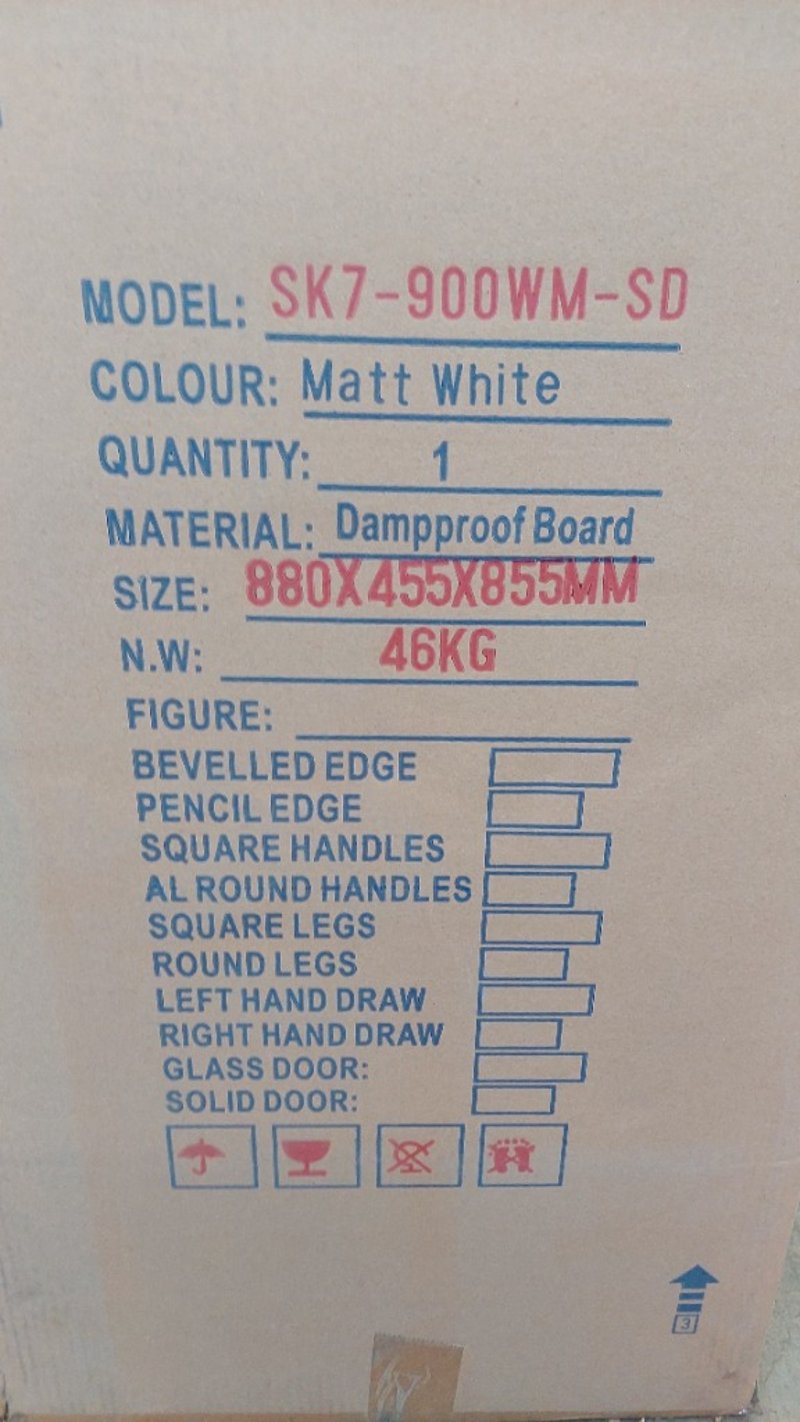 MODEL: SK7-900WM-SD
COLOUR: Matt White
QUANTITY: 1
MATERIAL: Dampproof Board
SIZE: 880X455X855MM
N.W: 46KG
FIGURE:
BEVELLED EDGE
PENCIL EDGE
SQUARE HANDLES
AL ROUND HANDLES
SQUARE LEGS
ROUND LEGS
LEFT HAND DRAW
RIGHT HAND DRAW
GLASS DOOR:
SOLID DOOR:
3